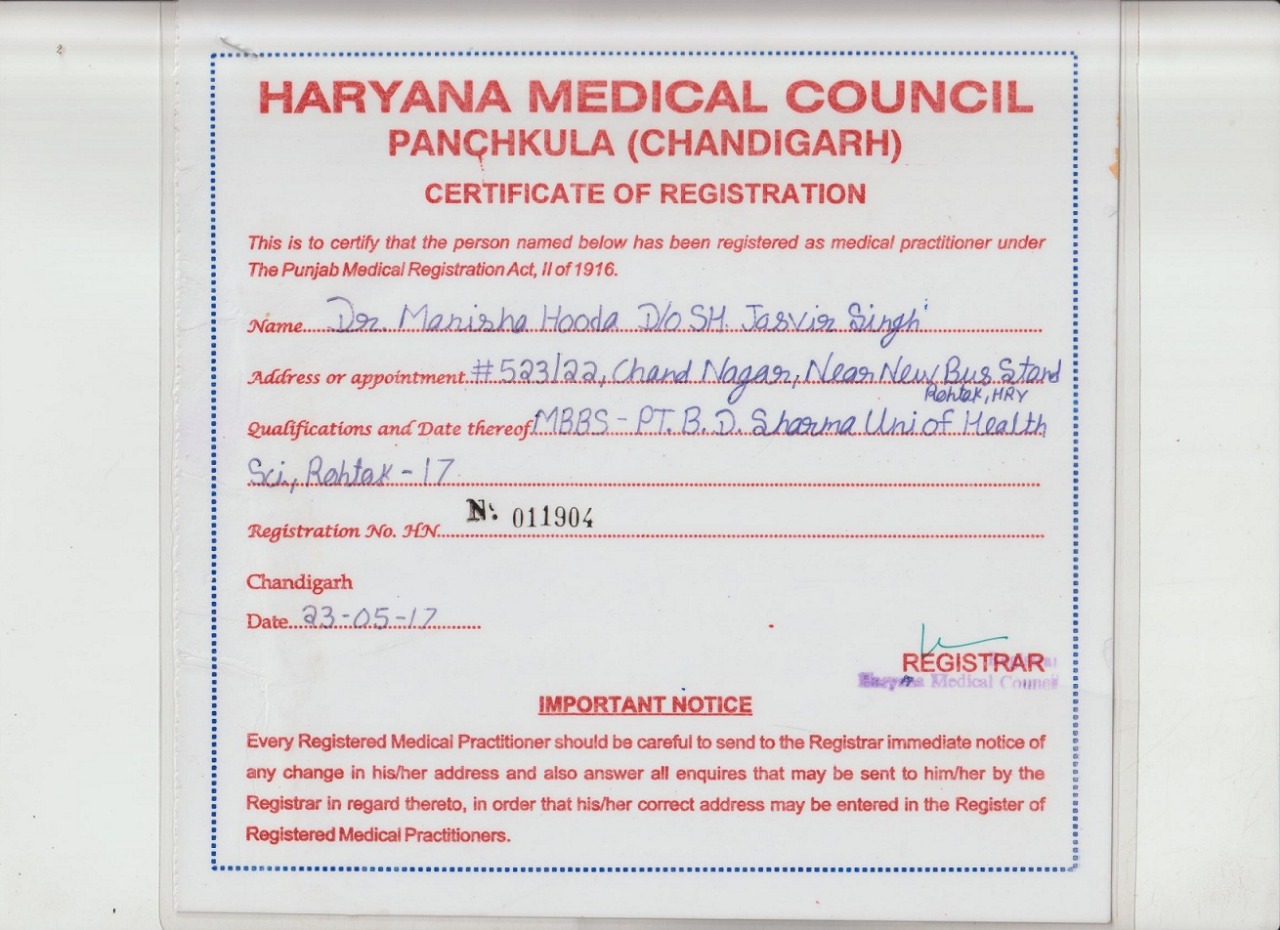 HARYANA MEDICAL COUNCIL
PANCHKULA (CHANDIGARH)
CERTIFICATE OF REGISTRATION
This is to certify that the person named below has been registered as medical practitioner under
The Punjab Medical Registration Act, II of 1916.
Name Dr. Manisha Hooda D/o SH. Jasvir Singh
Address or appointment #523/22, Chand Nagar, Near New Bus Stand
Rohtak, HRY
Qualifications and Date thereof MBBS - PT. B. D. Sharma Uni of Health
Sci., Rohtak - 17
Registration No. HN. No. 011904
Chandigarh
Date 23-05-17
REGISTRAR
Haryana Medical Council
IMPORTANT NOTICE
Every Registered Medical Practitioner should be careful to send to the Registrar immediate notice of
any change in his/her address and also answer all enquires that may be sent to him/her by the
Registrar in regard thereto, in order that his/her correct address may be entered in the Register of
Registered Medical Practitioners.